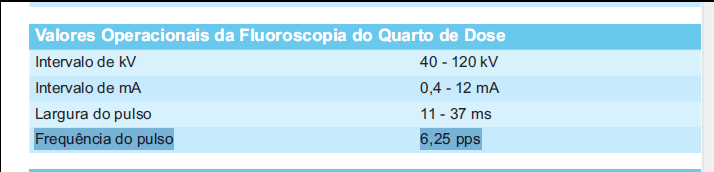 Valores Operacionais da Fluoroscopia do Quarto de Dose
Intervalo de kV 40 - 120 kV
Intervalo de mA 0,4 - 12 mA
Largura do pulso 11 - 37 ms
Frequência do pulso 6,25 pps